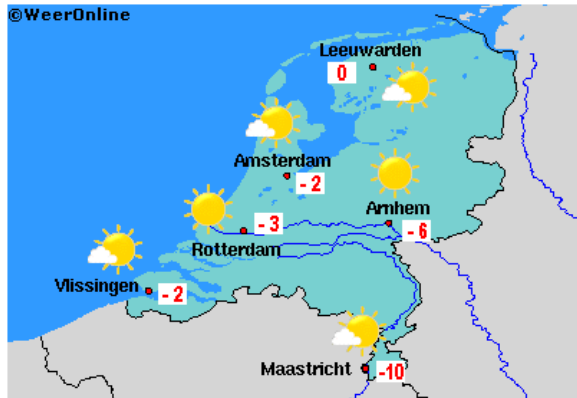 ©WeerOnline
Leeuwarden
0
Amsterdam
- 2
- 3
Arnhem
- 6
Rotterdam
Vlissingen
- 2
Maastricht
-10